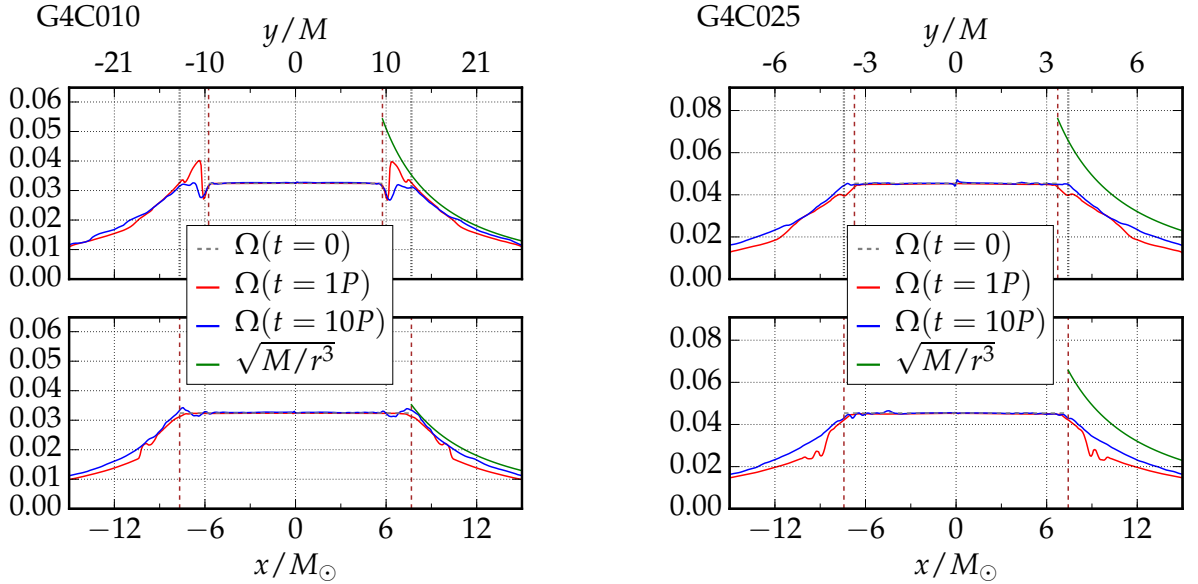 G4C010
y/M
-21 -10 0 10 21
0.06
0.05
0.04
0.03
0.02
0.01
0.00
Ω(t = 0)
Ω(t = 1P)
Ω(t = 10P)
√M/r³
0.06
0.05
0.04
0.03
0.02
0.01
0.00
−12 −6 0 6 12
x/M⊙
G4C025
y/M
-6 -3 0 3 6
0.08
0.06
0.04
0.02
0.00
Ω(t = 0)
Ω(t = 1P)
Ω(t = 10P)
√M/r³
0.08
0.06
0.04
0.02
0.00
−12 −6 0 6 12
x/M⊙